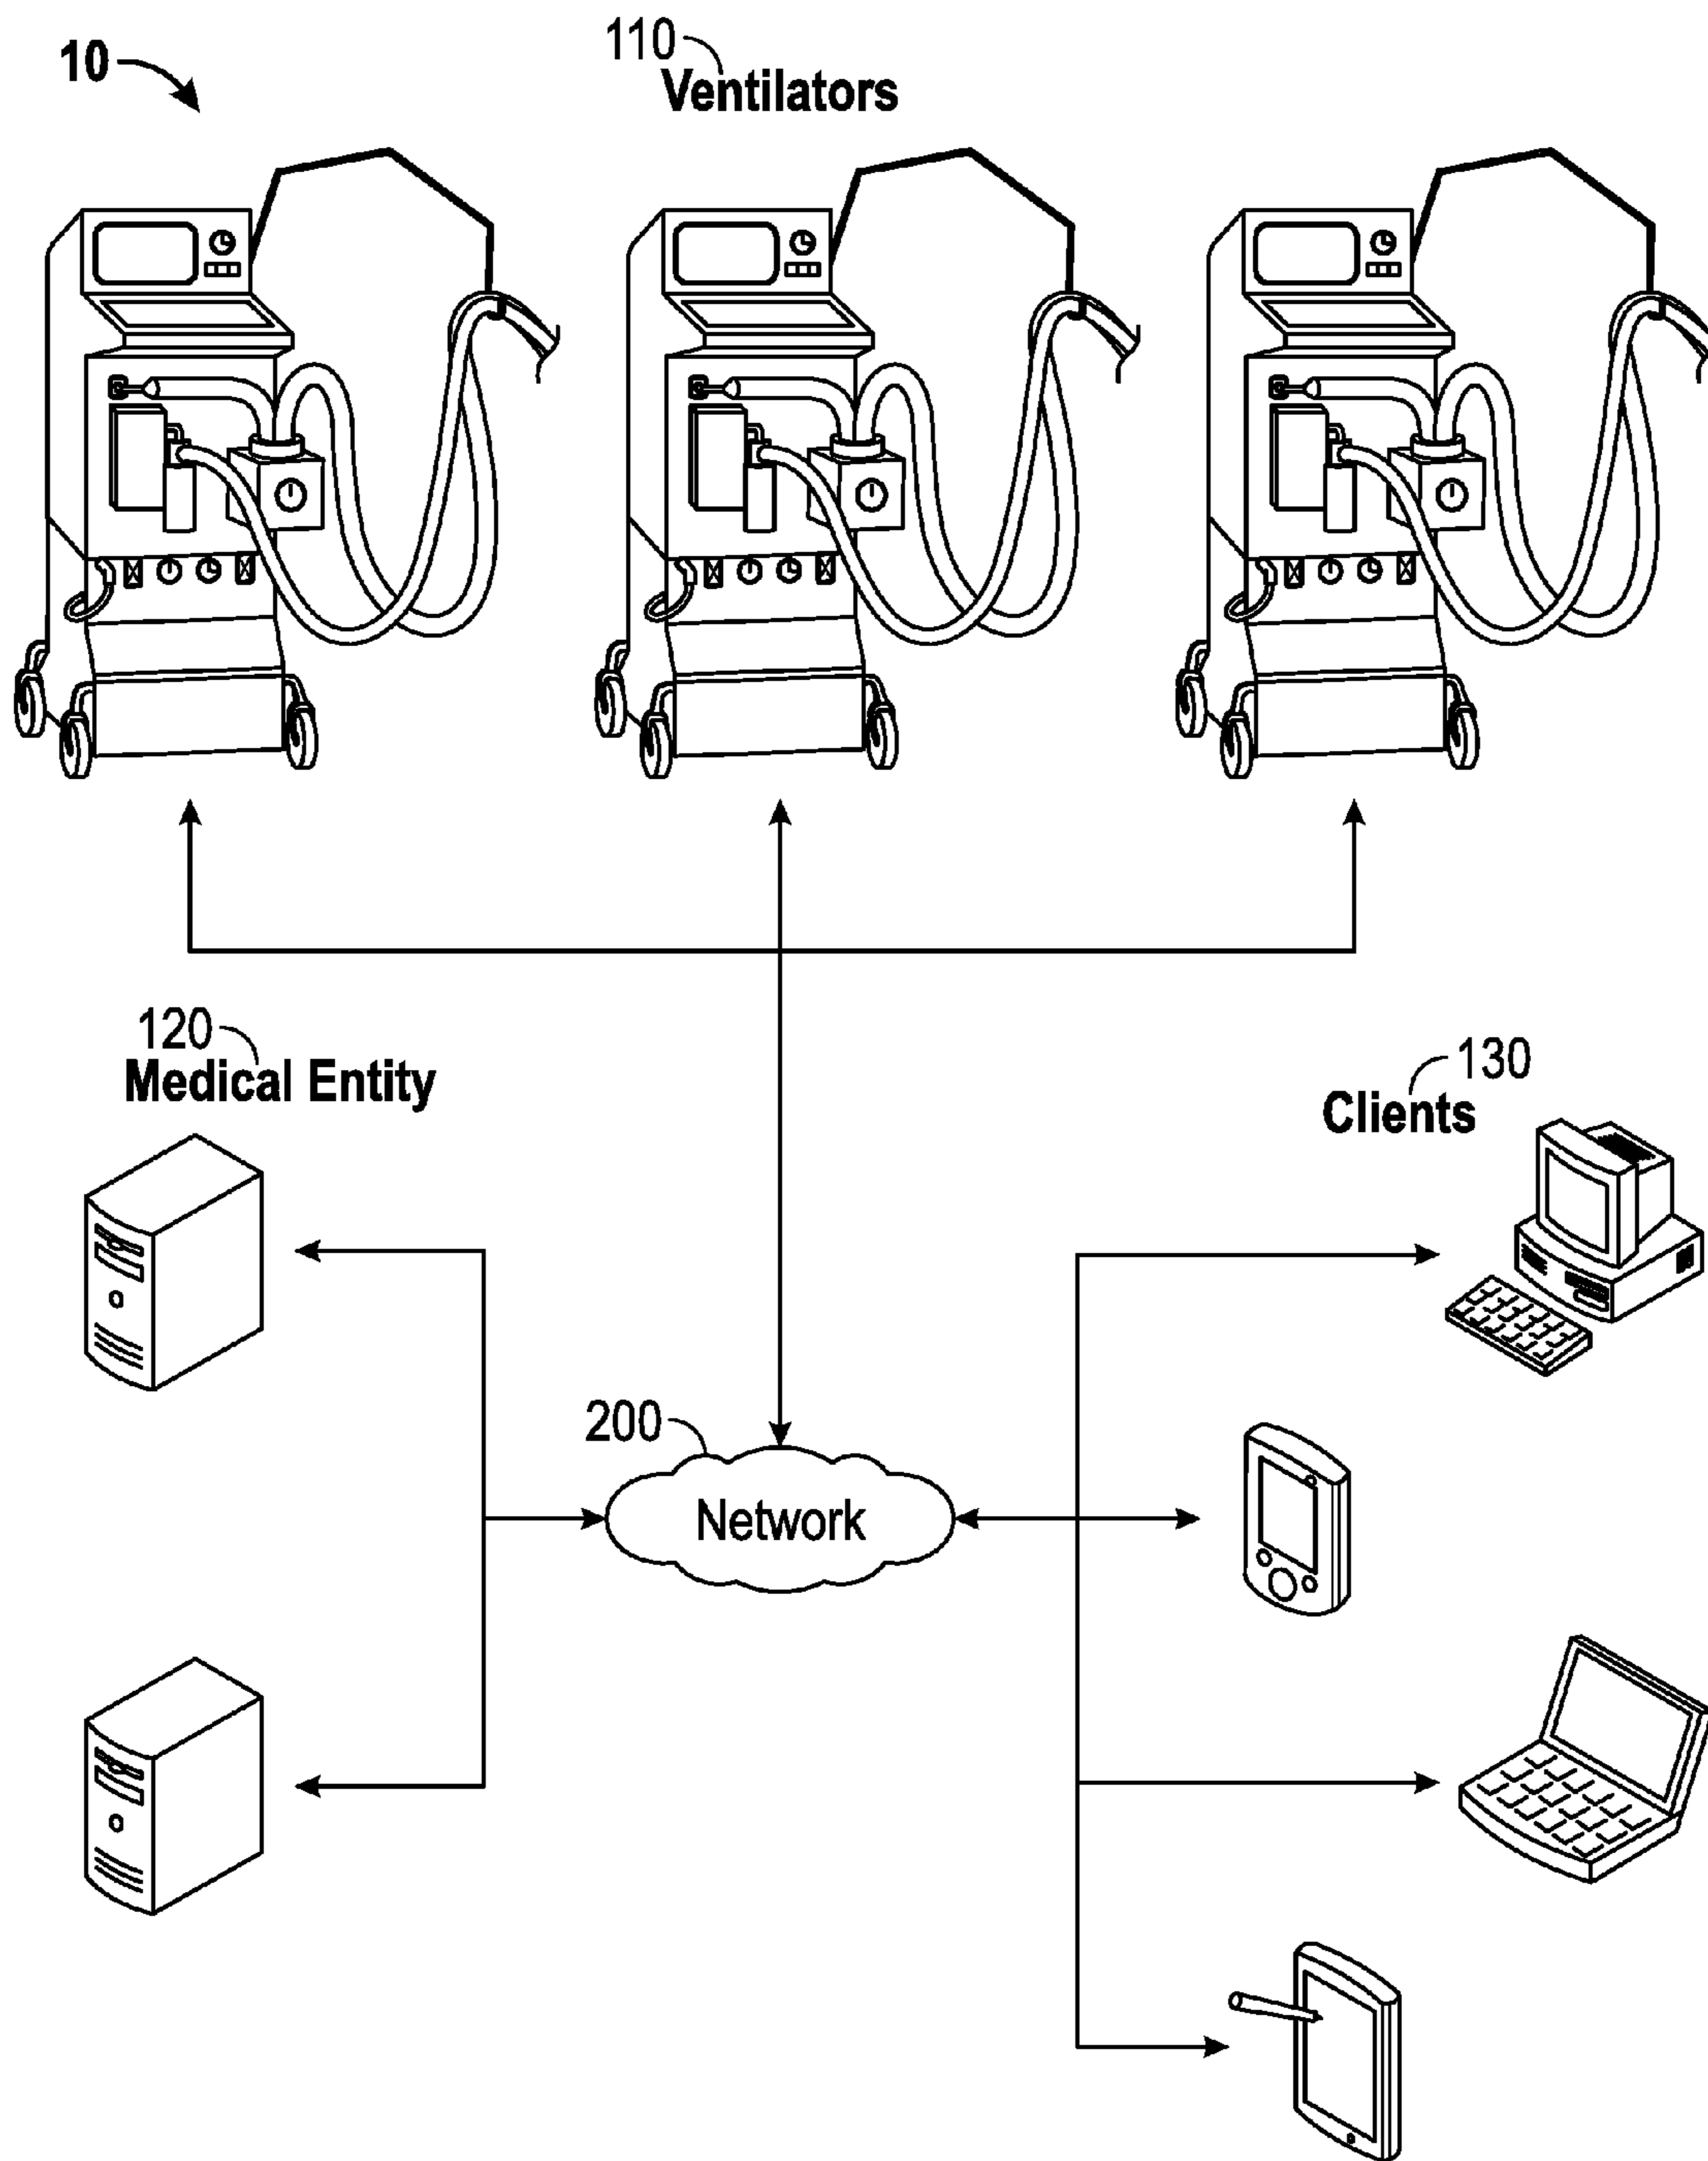 10
110
Ventilators
120
Medical Entity
130
Clients
200
Network